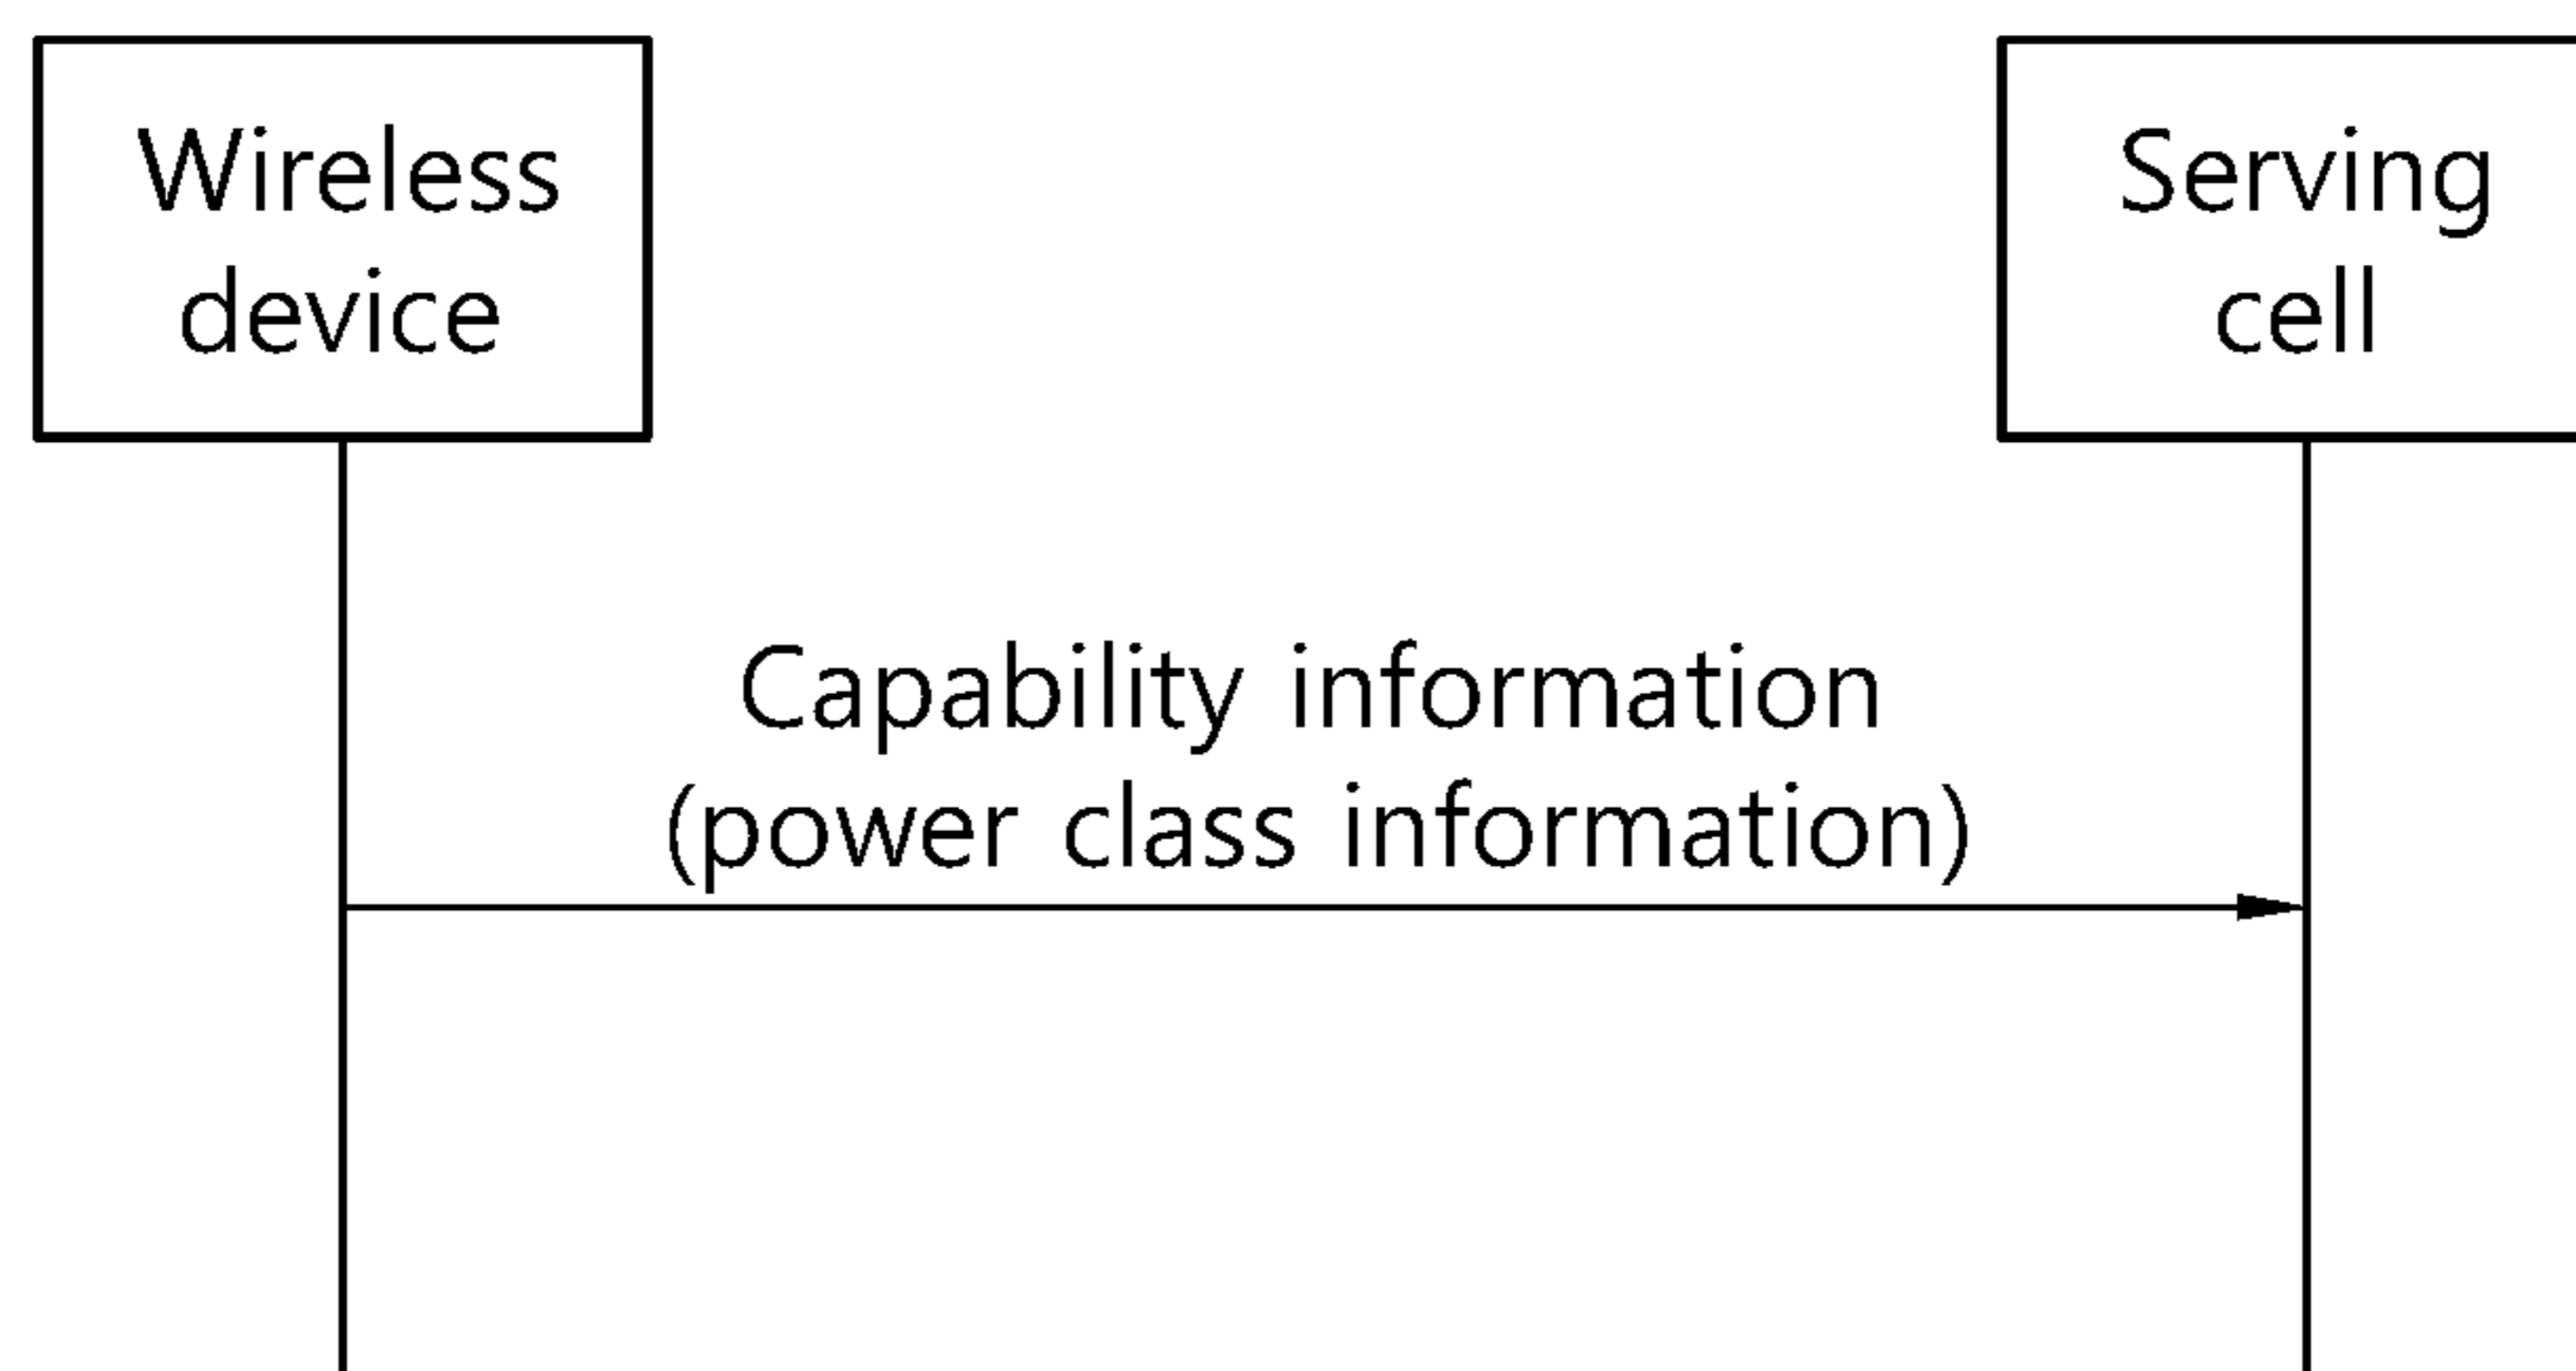 Wireless
device
Serving
cell
Capability information
(power class information)